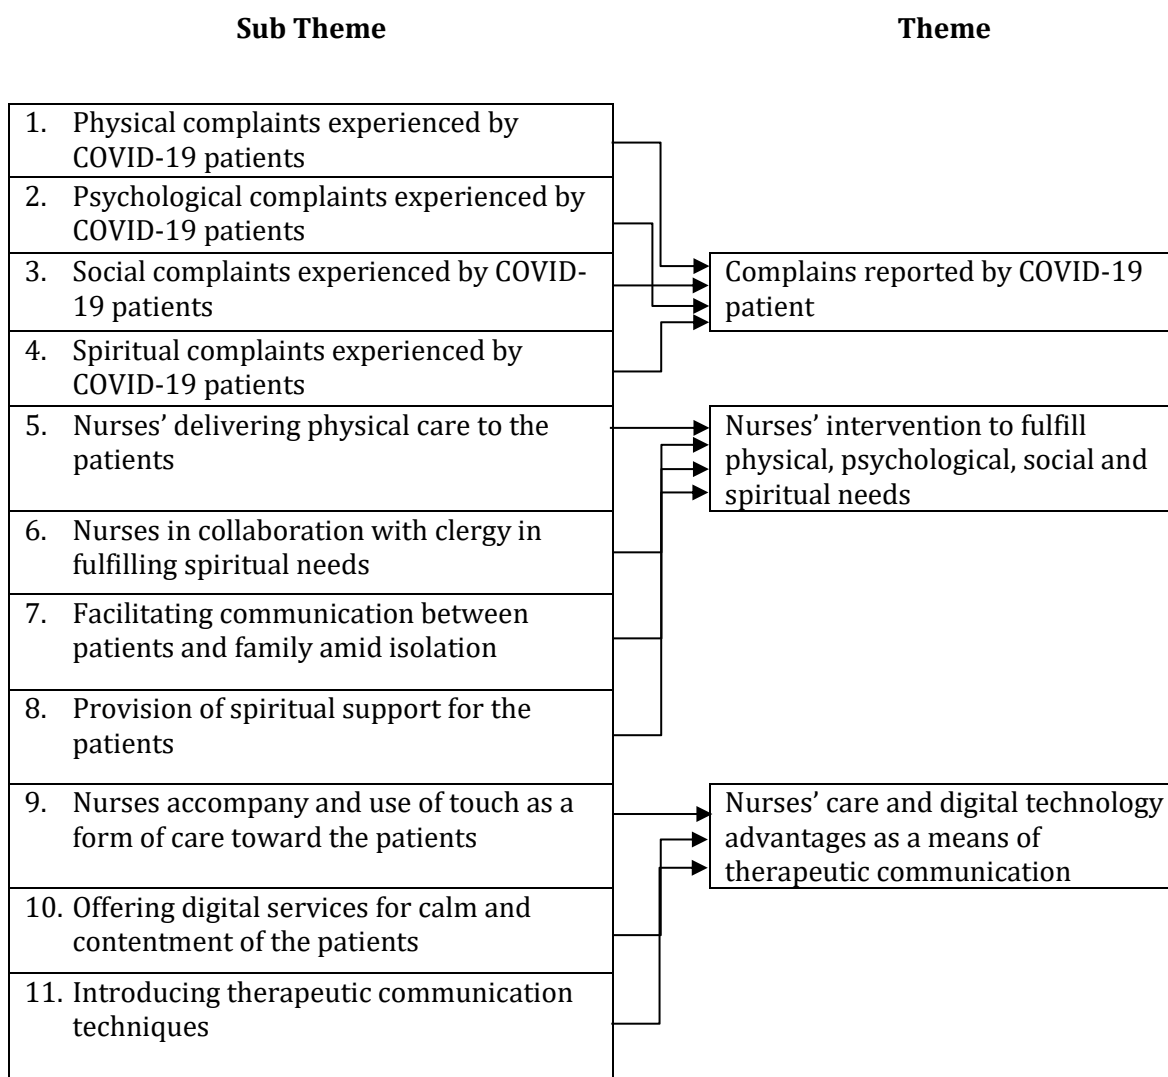 Sub Theme
Theme
1. Physical complaints experienced by
COVID-19 patients
2. Psychological complaints experienced by
COVID-19 patients
3. Social complaints experienced by COVID-
19 patients
4. Spiritual complaints experienced by
COVID-19 patients
5. Nurses’ delivering physical care to the
patients
6. Nurses in collaboration with clergy in
fulfilling spiritual needs
7. Facilitating communication between
patients and family amid isolation
8. Provision of spiritual support for the
patients
9. Nurses accompany and use of touch as a
form of care toward the patients
10. Offering digital services for calm and
contentment of the patients
11. Introducing therapeutic communication
techniques
Complains reported by COVID-19
patient
Nurses’ intervention to fulfill
physical, psychological, social and
spiritual needs
Nurses’ care and digital technology
advantages as a means of
therapeutic communication